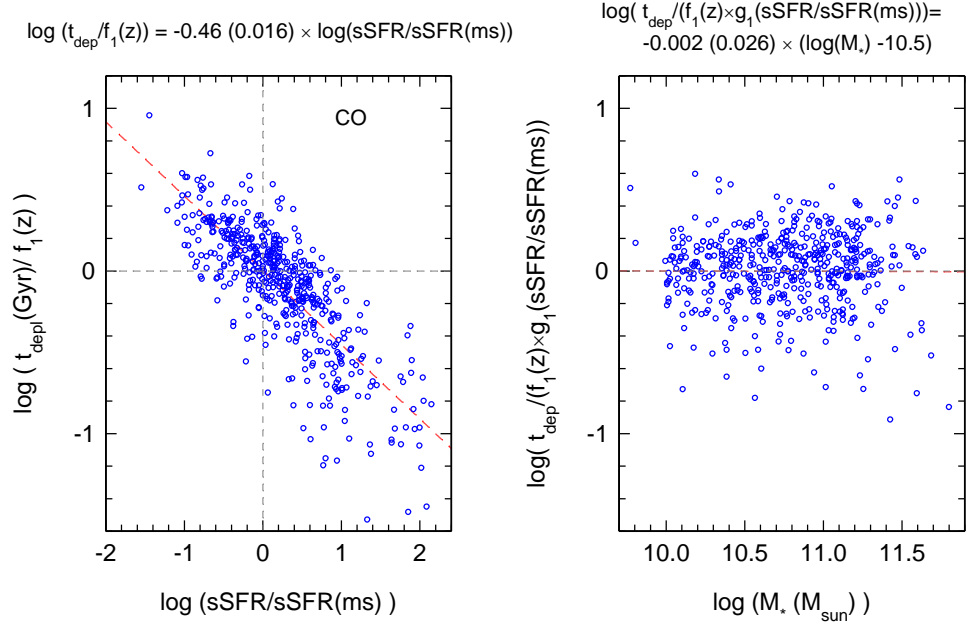 log (t_dep/f_1(z)) = -0.46 (0.016) × log(sSFR/sSFR(ms))
log( t_dep/(f_1(z)×g_1(sSFR/sSFR(ms)))=
-0.002 (0.026) × (log(M_*) -10.5)
CO
log ( t_depl(Gyr)/ f_1(z) )
1
0
-1
-2
-1
0
1
2
log (sSFR/sSFR(ms) )
log( t_dep/(f_1(z)×g_1(sSFR/sSFR(ms))
1
0
-1
10.0
10.5
11.0
11.5
log (M_* (M_sun) )